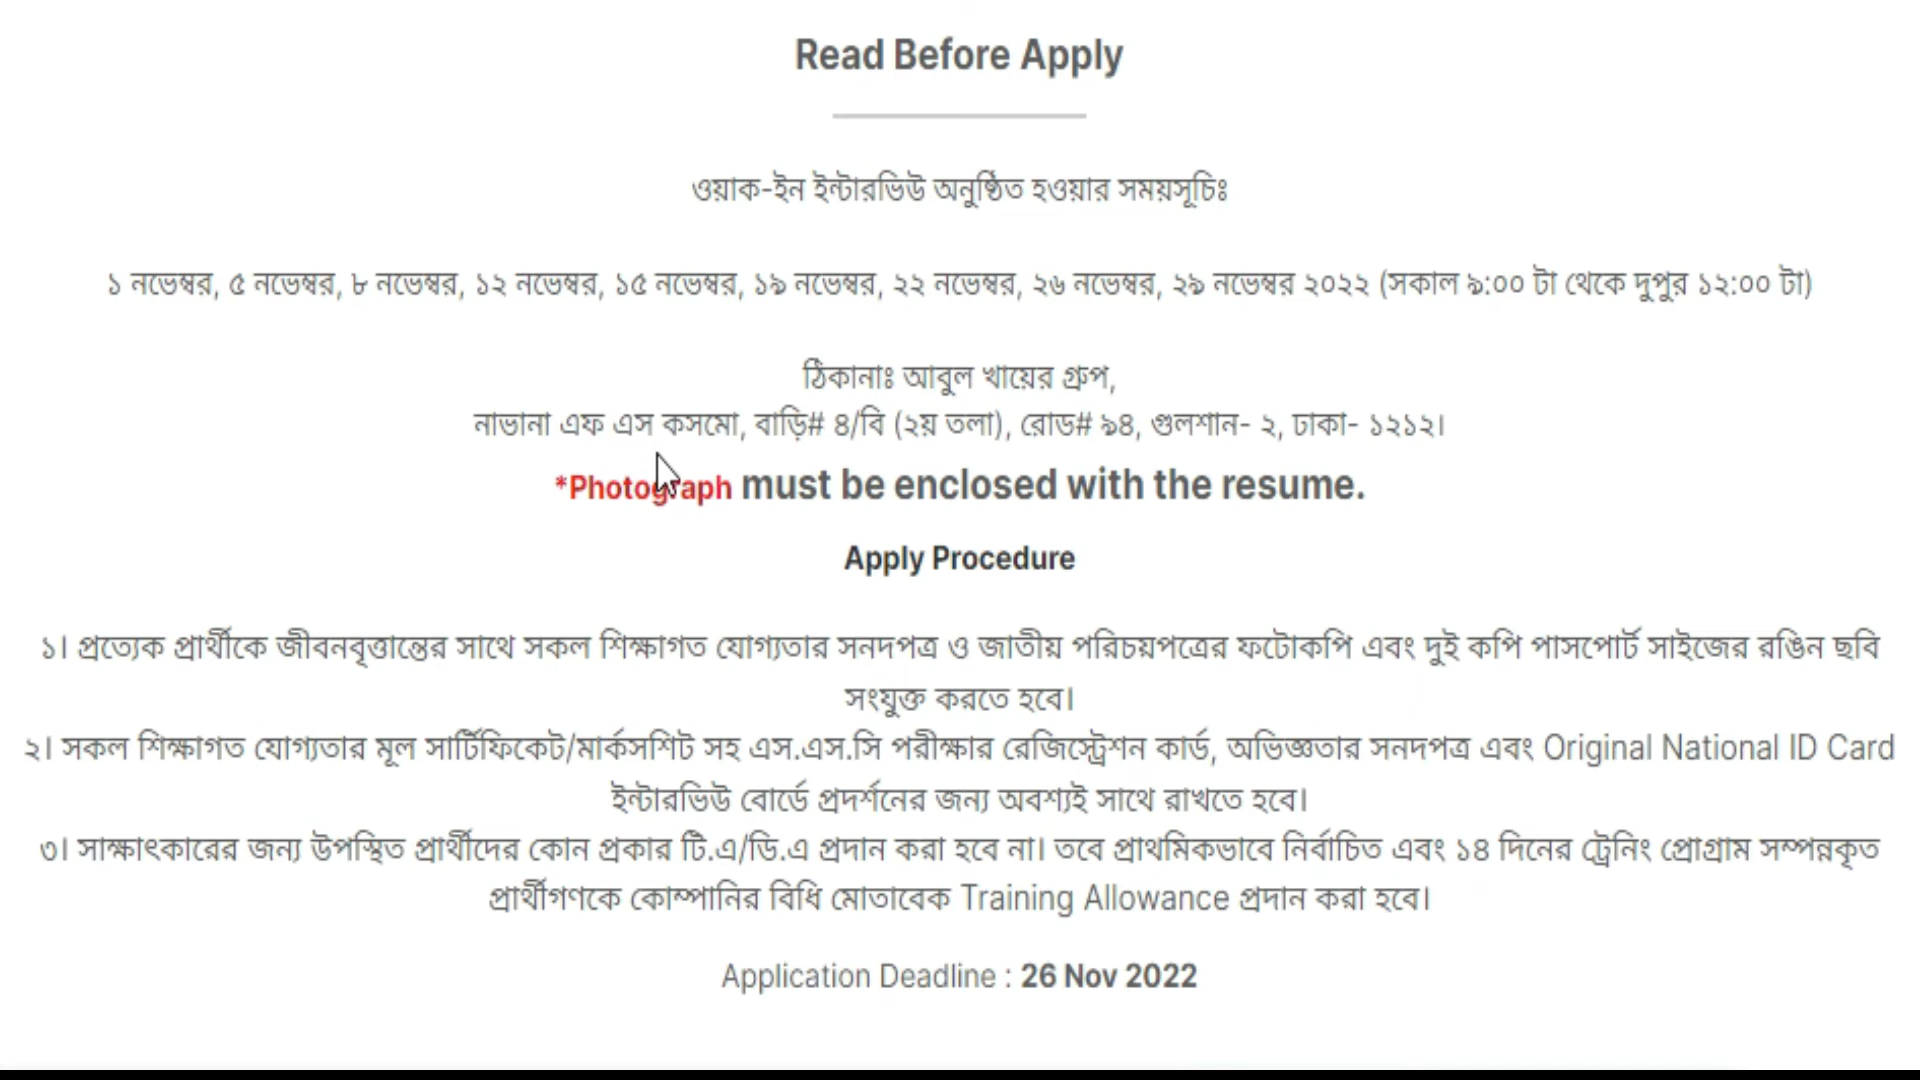 Read Before Apply
ওয়াক-ইন ইন্টারভিউ অনুষ্ঠিত হওয়ার সময়সূচিঃ
১ নভেম্বর, ৫ নভেম্বর, ৮ নভেম্বর, ১২ নভেম্বর, ১৫ নভেম্বর, ১৯ নভেম্বর, ২২ নভেম্বর, ২৬ নভেম্বর, ২৯ নভেম্বর ২০২২ (সকাল ৯:০০ টা থেকে দুপুর ১২:০০ টা)
ঠিকানাঃ আবুল খায়ের গ্রুপ,
নাভানা এফ এস কসমো, বাড়ি# ৪/বি (২য় তলা), রোড# ৯৪, গুলশান- ২, ঢাকা- ১২১২।
*Photograph must be enclosed with the resume.
Apply Procedure
১। প্রত্যেক প্রার্থীকে জীবনবৃত্তান্তের সাথে সকল শিক্ষাগত যোগ্যতার সনদপত্র ও জাতীয় পরিচয়পত্রের ফটোকপি এবং দুই কপি পাসপোর্ট সাইজের রঙিন ছবি
সংযুক্ত করতে হবে।
২। সকল শিক্ষাগত যোগ্যতার মূল সার্টিফিকেট/মার্কসশিট সহ এস.এস.সি পরীক্ষার রেজিস্ট্রেশন কার্ড, অভিজ্ঞতার সনদপত্র এবং Original National ID Card
ইন্টারভিউ বোর্ডে প্রদর্শনের জন্য অবশ্যই সাথে রাখতে হবে।
৩। সাক্ষাৎকারের জন্য উপস্থিত প্রার্থীদের কোন প্রকার টি.এ/ডি.এ প্রদান করা হবে না। তবে প্রাথমিকভাবে নির্বাচিত এবং ১৪ দিনের ট্রেনিং প্রোগ্রাম সম্পন্নকৃত
প্রার্থীগণকে কোম্পানির বিধি মোতাবেক Training Allowance প্রদান করা হবে।
Application Deadline : 26 Nov 2022